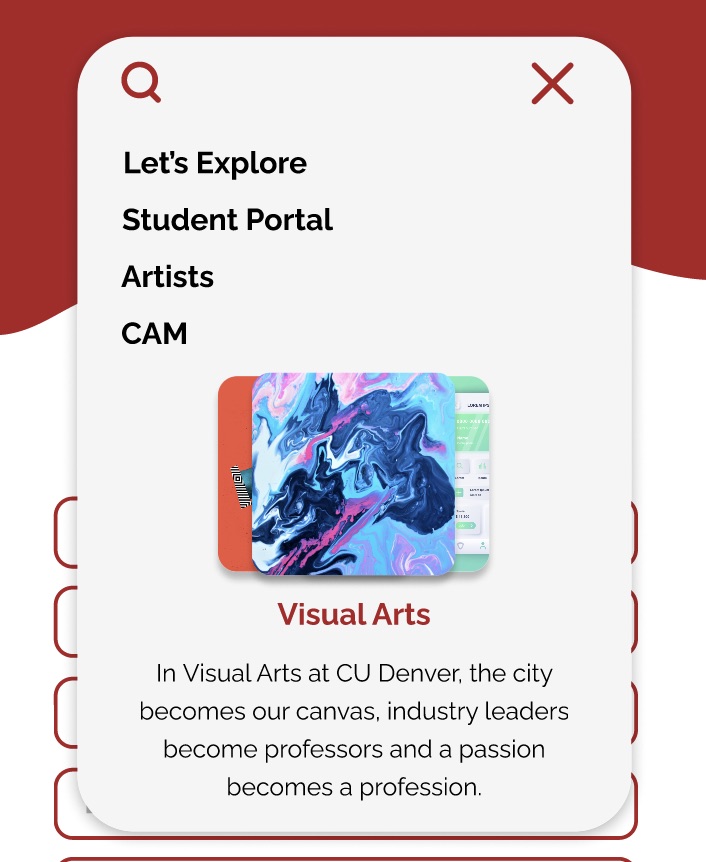 Let’s Explore
Student Portal
Artists
CAM
Visual Arts
In Visual Arts at CU Denver, the city
becomes our canvas, industry leaders
become professors and a passion
becomes a profession.